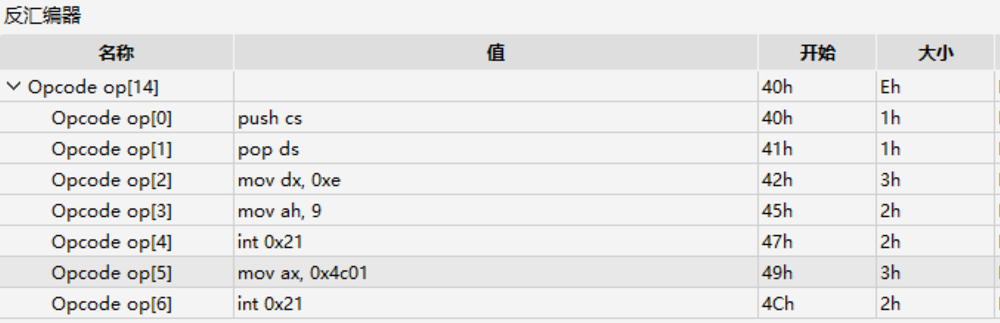 反汇编器
名称 值 开始 大小
Opcode op[14] 40h Eh
Opcode op[0] push cs 40h 1h
Opcode op[1] pop ds 41h 1h
Opcode op[2] mov dx, 0xe 42h 3h
Opcode op[3] mov ah, 9 45h 2h
Opcode op[4] int 0x21 47h 2h
Opcode op[5] mov ax, 0x4c01 49h 3h
Opcode op[6] int 0x21 4Ch 2h